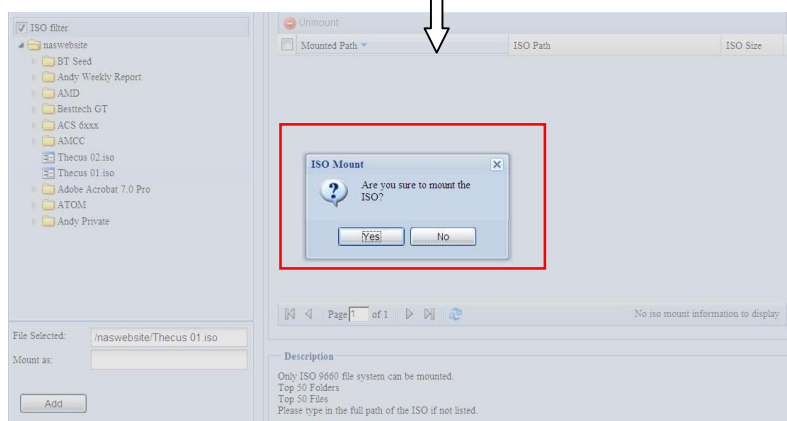 ISO filter
naswebsite
BT Seed
Andy Weekly Report
AMD
Besttech GT
ACS 6xxx
AMCC
Thecus 02.iso
Thecus 01.iso
Adobe Acrobat 7.0 Pro
ATOM
Andy Private
File Selected: /naswebsite/Thecus 01.iso
Mount as:
Add
Unmount
Mounted Path ISO Path ISO Size
ISO Mount
Are you sure to mount the
ISO?
Yes No
Page 1 of 1 No iso mount information to display
Description
Only ISO 9660 file system can be mounted.
Top 50 Folders
Top 50 Files
Please type in the full path of the ISO if not listed.